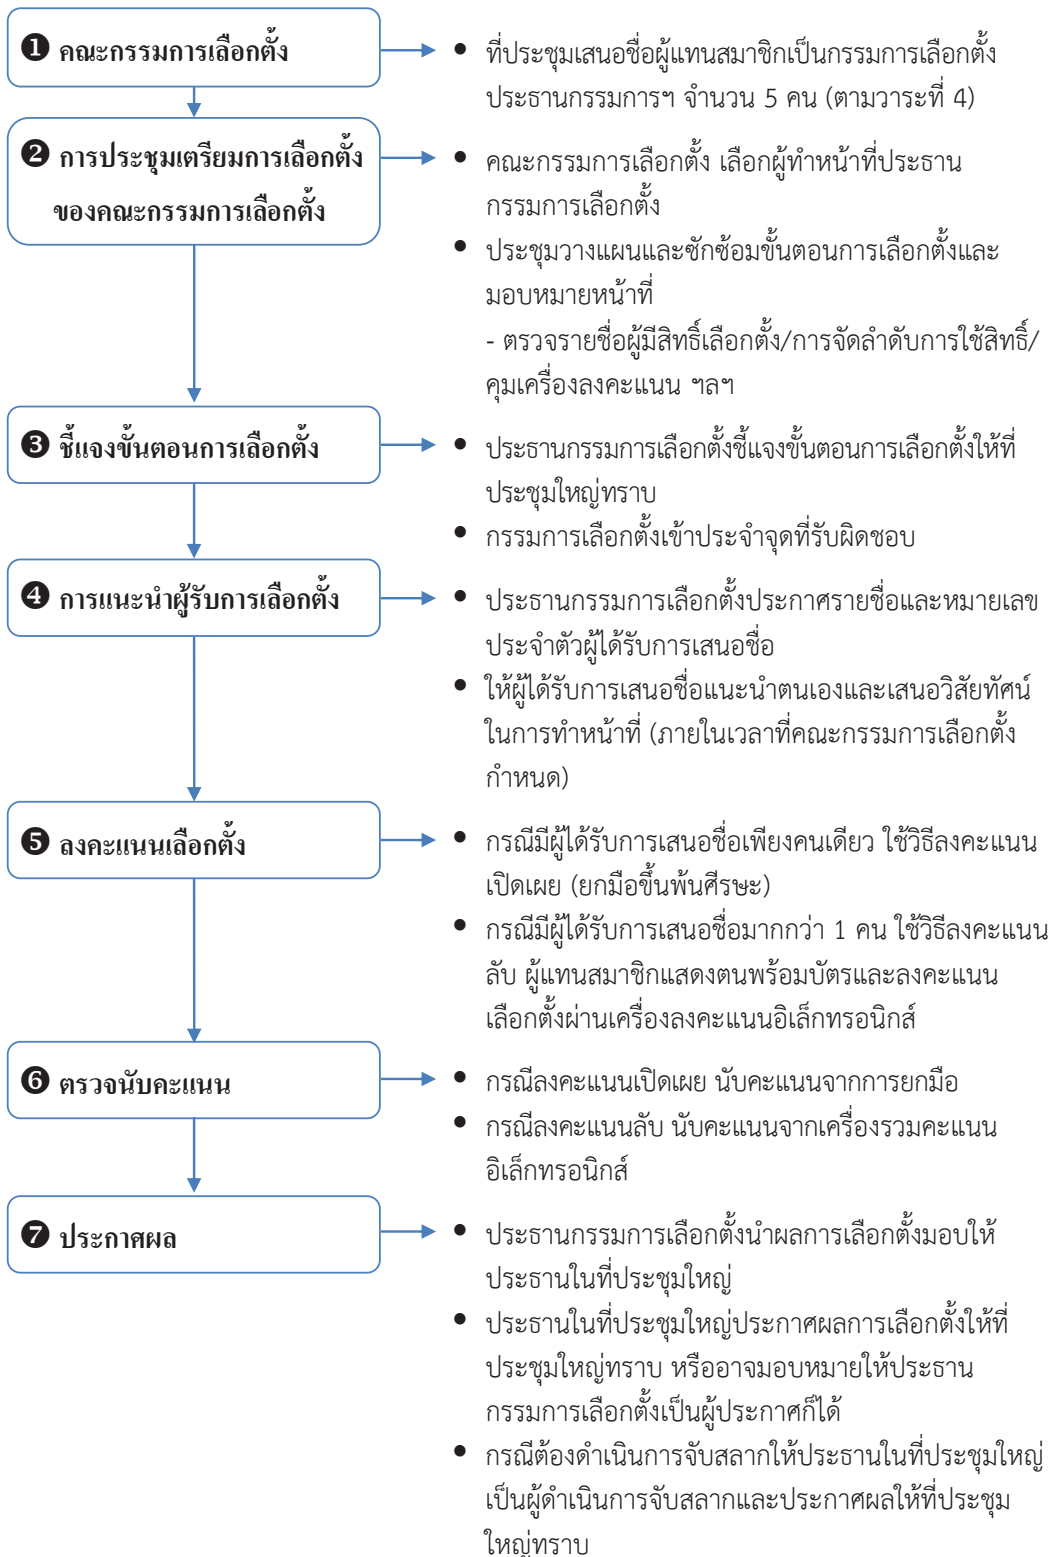 ❶ คณะกรรมการเลือกตั้ง
• ที่ประชุมเสนอชื่อผู้แทนสมาชิกเป็นกรรมการเลือกตั้ง
ประธานกรรมการฯ จำนวน 5 คน (ตามวาระที่ 4)
❷ การประชุมเตรียมการเลือกตั้ง
ของคณะกรรมการเลือกตั้ง
• คณะกรรมการเลือกตั้ง เลือกผู้ทำหน้าที่ประธาน
กรรมการเลือกตั้ง
• ประชุมวางแผนและซักซ้อมขั้นตอนการเลือกตั้งและ
มอบหมายหน้าที่
- ตรวจรายชื่อผู้มีสิทธิ์เลือกตั้ง/การจัดลำดับการใช้สิทธิ์/
คุมเครื่องลงคะแนน ฯลฯ
❸ ชี้แจงขั้นตอนการเลือกตั้ง
• ประธานกรรมการเลือกตั้งชี้แจงขั้นตอนการเลือกตั้งให้ที่
ประชุมใหญ่ทราบ
• กรรมการเลือกตั้งเข้าประจำจุดที่รับผิดชอบ
❹ การแนะนำผู้รับการเลือกตั้ง
• ประธานกรรมการเลือกตั้งประกาศรายชื่อและหมายเลข
ประจำตัวผู้ได้รับการเสนอชื่อ
• ให้ผู้ได้รับการเสนอชื่อแนะนำตนเองและเสนอวิสัยทัศน์
ในการทำหน้าที่ (ภายในเวลาที่คณะกรรมการเลือกตั้ง
กำหนด)
❺ ลงคะแนนเลือกตั้ง
• กรณีมีผู้ได้รับการเสนอชื่อเพียงคนเดียว ใช้วิธีลงคะแนน
เปิดเผย (ยกมือขึ้นพ้นศีรษะ)
• กรณีมีผู้ได้รับการเสนอชื่อมากกว่า 1 คน ใช้วิธีลงคะแนน
ลับ ผู้แทนสมาชิกแสดงตนพร้อมบัตรและลงคะแนน
เลือกตั้งผ่านเครื่องลงคะแนนอิเล็กทรอนิกส์
❻ ตรวจนับคะแนน
• กรณีลงคะแนนเปิดเผย นับคะแนนจากการยกมือ
• กรณีลงคะแนนลับ นับคะแนนจากเครื่องรวมคะแนน
อิเล็กทรอนิกส์
❼ ประกาศผล
• ประธานกรรมการเลือกตั้งนำผลการเลือกตั้งมอบให้
ประธานในที่ประชุมใหญ่
• ประธานในที่ประชุมใหญ่ประกาศผลการเลือกตั้งให้ที่
ประชุมใหญ่ทราบ หรืออาจมอบหมายให้ประธาน
กรรมการเลือกตั้งเป็นผู้ประกาศก็ได้
• กรณีต้องดำเนินการจับสลากให้ประธานในที่ประชุมใหญ่
เป็นผู้ดำเนินการจับสลากและประกาศผลให้ที่ประชุม
ใหญ่ทราบ